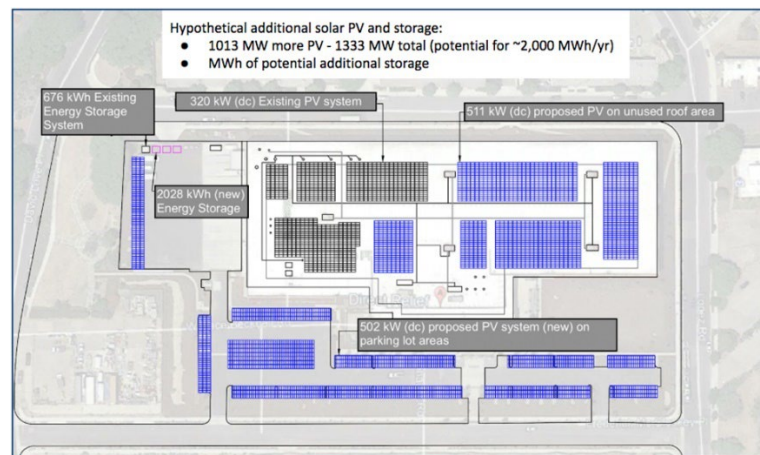 Hypothetical additional solar PV and storage:
● 1013 MW more PV - 1333 MW total (potential for ~2,000 MWh/yr)
● MWh of potential additional storage
676 kWh Existing
Energy Storage
System
320 kW (dc) Existing PV system
511 kW (dc) proposed PV on unused roof area
2028 kWh (new)
Energy Storage
Direct Relief
502 kW (dc) proposed PV system (new) on
parking lot areas